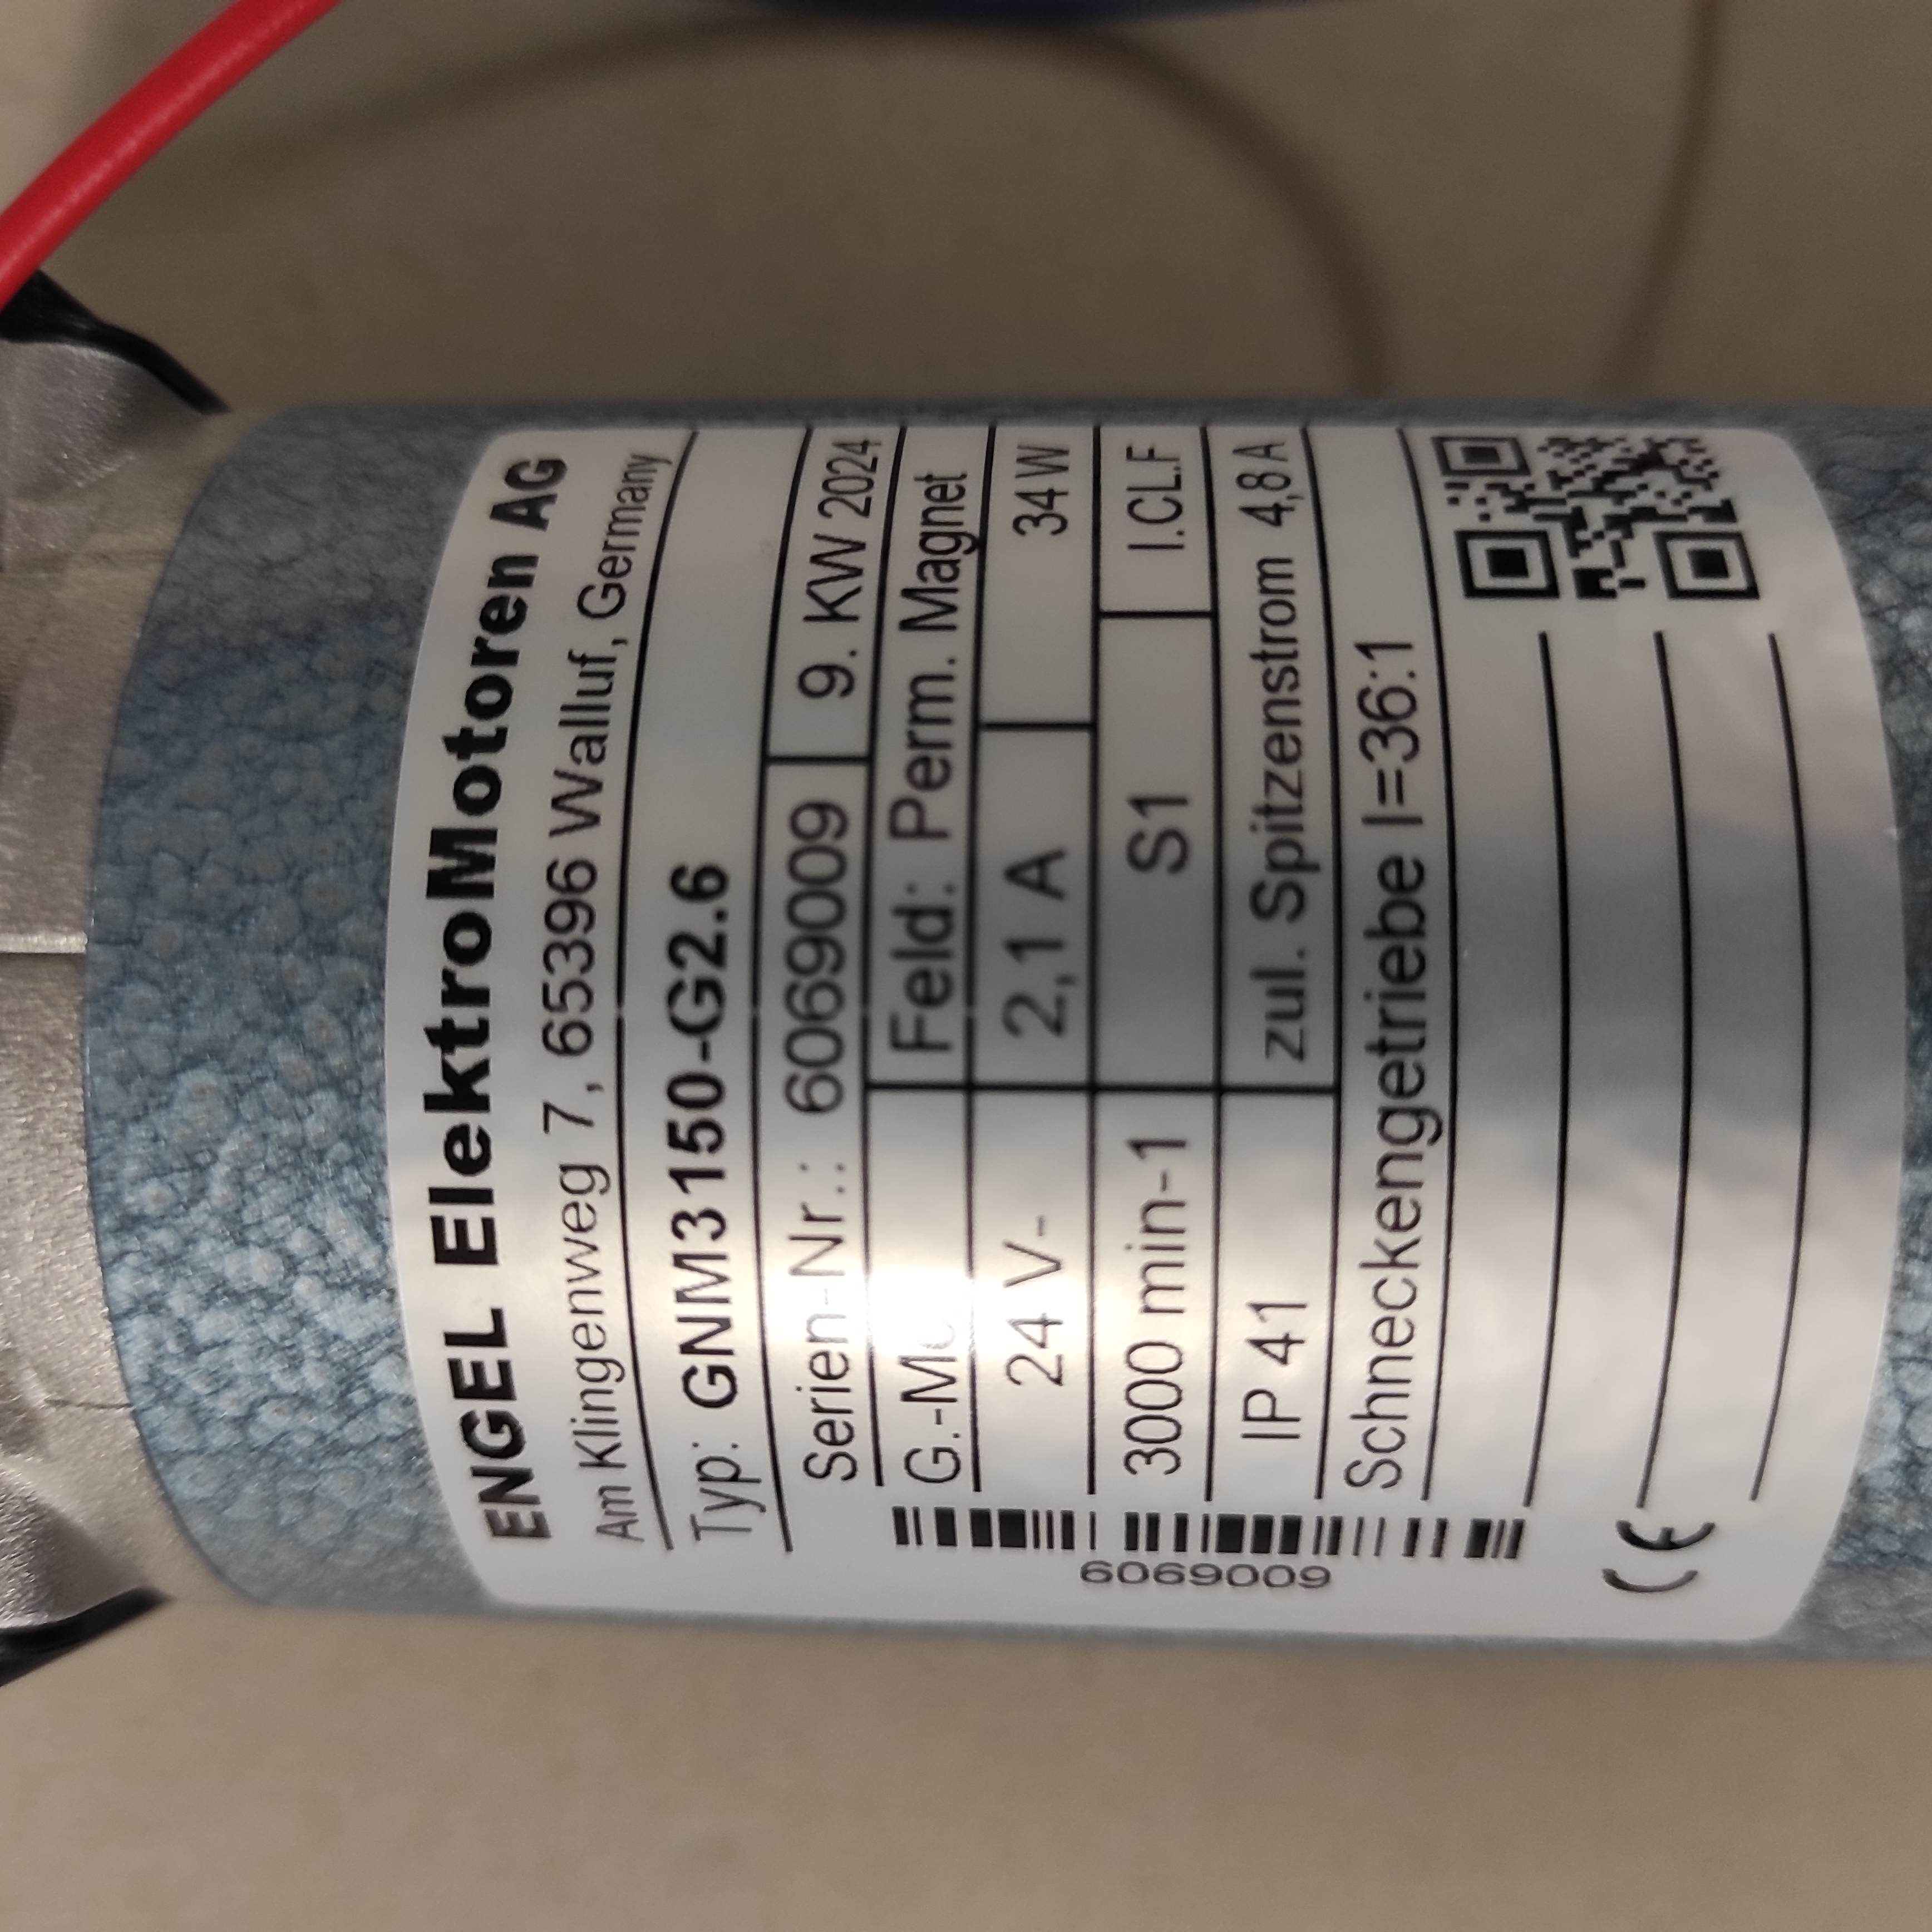 ENGEL ElektroMotoren AG
Am Klingenweg 7, 65396 Walluf, Germany
Typ: GNM3150-G2.6
Serien-Nr.: 6069009 9. KW 2024
Feld: Perm. Magnet
24 V- 2,1 A 34 W
3000 min-1 S1 I.CL.F
IP 41 zul. Spitzenstrom 4,8 A
Schneckengetriebe I=36:1
6069009
CE